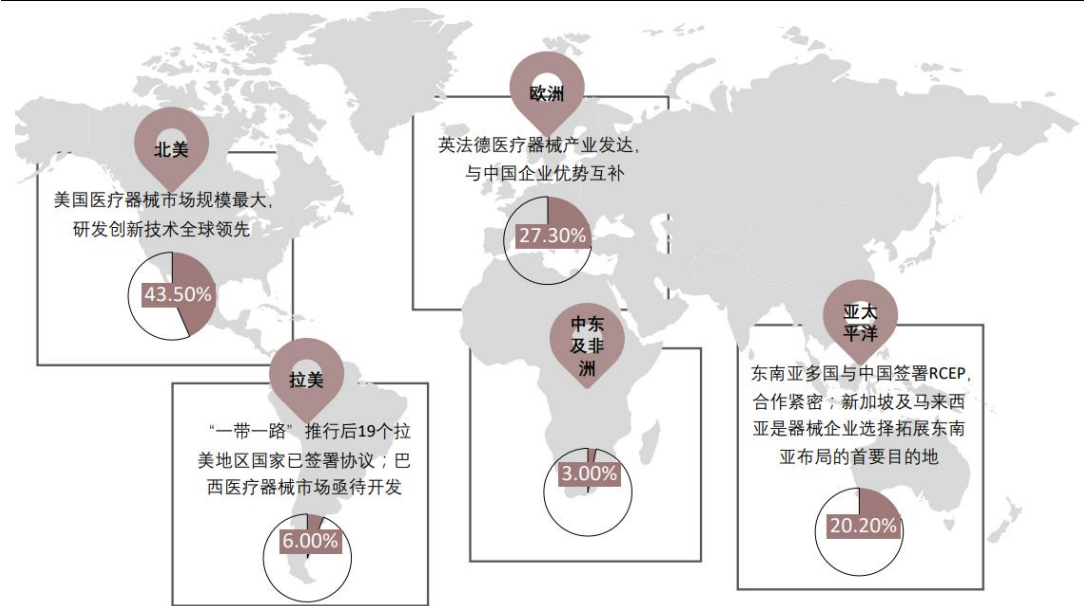 北美
美国医疗器械市场规模最大，
研发创新技术全球领先
43.50%
欧洲
英法德医疗器械产业发达，
与中国企业优势互补
27.30%
拉美
“一带一路”推行后19个拉
美地区国家已签署协议；巴
西医疗器械市场亟待开发
6.00%
中东
及非
洲
3.00%
亚太
平洋
东南亚多国与中国签署RCEP，
合作紧密；新加坡及马来西
亚是器械企业选择拓展东南
亚布局的首要目的地
20.20%